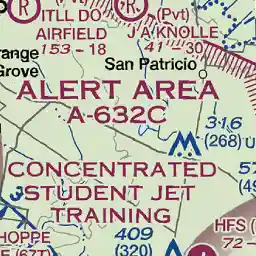 R
R
(Pvt)
ITLL DO
AIRFIELD
153 - 18
J A KNOLLE
41 30
range
Grove
San Patricio
ALERT AREA
A-632C
316
(268) U
CONCENTRATED
STUDENT JET
TRAINING
57
(49
HFS (
72 -
409
(320)
HOPPE
(67T)